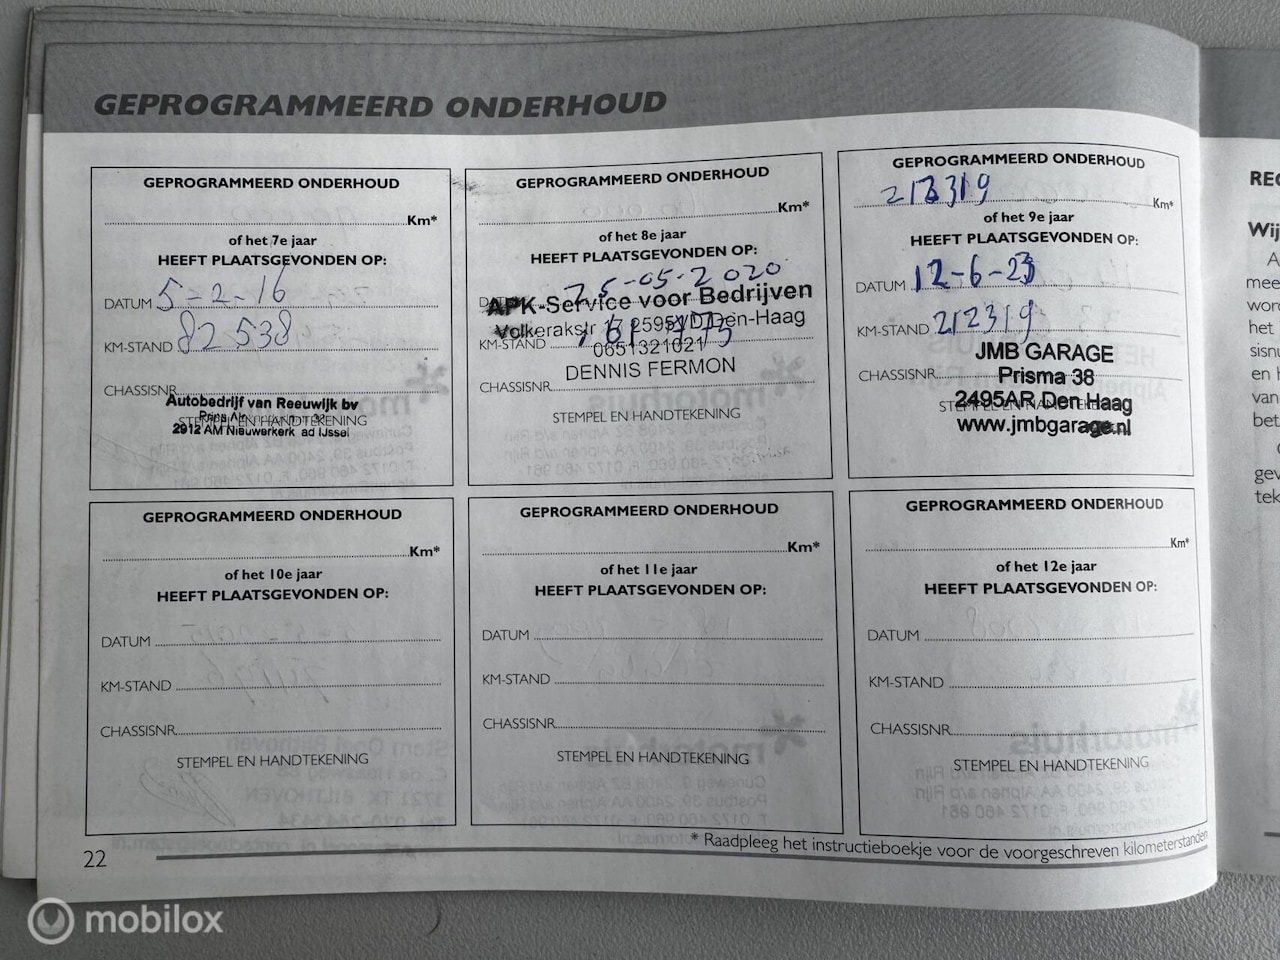 GEPROGRAMMEERD ONDERHOUD
GEPROGRAMMEERD ONDERHOUD
Km*
of het 7e jaar
HEEFT PLAATSGEVONDEN OP:
DATUM 5-2-16
KM-STAND 82538
CHASSISNR
Autobedrijf van Reeuwijk bv
STEMPEL EN HANDTEKENING
2912 AM Nieuwerkerk ad IJssel
GEPROGRAMMEERD ONDERHOUD
Km*
of het 8e jaar
HEEFT PLAATSGEVONDEN OP:
25-05-2020
APK-Service voor Bedrijven
Volkerakstr
Den-Haag
KM-STAND
0651321021
DENNIS FERMON
CHASSISNR
STEMPEL EN HANDTEKENING
GEPROGRAMMEERD ONDERHOUD
Km*
of het 9e jaar
HEEFT PLAATSGEVONDEN OP:
DATUM 12-6-23
KM-STAND 212319
JMB GARAGE
CHASSISNR
Prisma 38
2495AR Den Haag
www.jmbgarage.nl
GEPROGRAMMEERD ONDERHOUD
Km*
of het 10e jaar
HEEFT PLAATSGEVONDEN OP:
DATUM
KM-STAND
CHASSISNR
STEMPEL EN HANDTEKENING
GEPROGRAMMEERD ONDERHOUD
Km*
of het 11e jaar
HEEFT PLAATSGEVONDEN OP:
DATUM
KM-STAND
CHASSISNR
STEMPEL EN HANDTEKENING
GEPROGRAMMEERD ONDERHOUD
Km*
of het 12e jaar
HEEFT PLAATSGEVONDEN OP:
DATUM
KM-STAND
CHASSISNR
STEMPEL EN HANDTEKENING
* Raadpleeg het instructieboekje voor de voorgeschreven kilometerstanden
22
mobilox